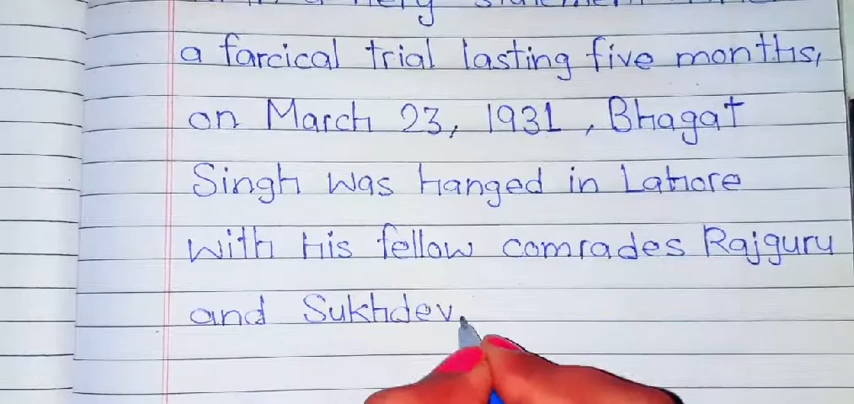 a farcical trial lasting five months,
on March 23, 1931, Bhagat
Singh was hanged in Lahore
with his fellow comrades Rajguru
and Sukhdev.